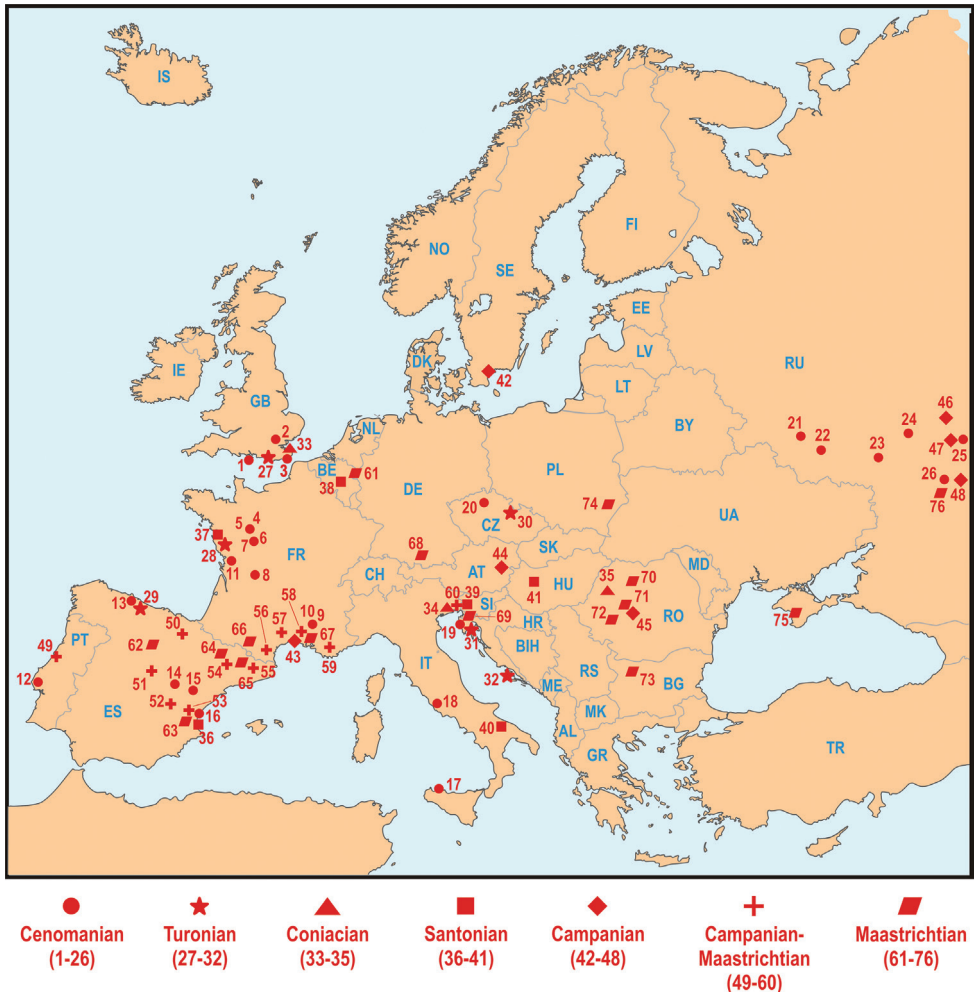 IS
NO
SE
FI
EE
LV
LT
RU
DK
IE
GB
42
BY
46
21
24
22
47
25
23
26
48
76
2
33
1
27
3
NL
BE
61
38
DE
PL
74
UA
20
CZ
30
37
5
4
7
6
28
11
FR
8
68
44
AT
SK
CH
MD
HU
41
35
70
71
72
45
RO
13
29
58
10
9
56
57
60
39
34
SI
69
HR
19
31
75
PT
49
50
62
66
67
43
59
64
54
55
65
IT
BIH
RS
32
ME
73
BG
12
51
14
15
52
53
16
ES
63
36
18
40
MK
AL
GR
TR
17
Cenomanian
(1-26)
Turonian
(27-32)
Coniacian
(33-35)
Santonian
(36-41)
Campanian
(42-48)
Campanian-
Maastrichtian
(49-60)
Maastrichtian
(61-76)